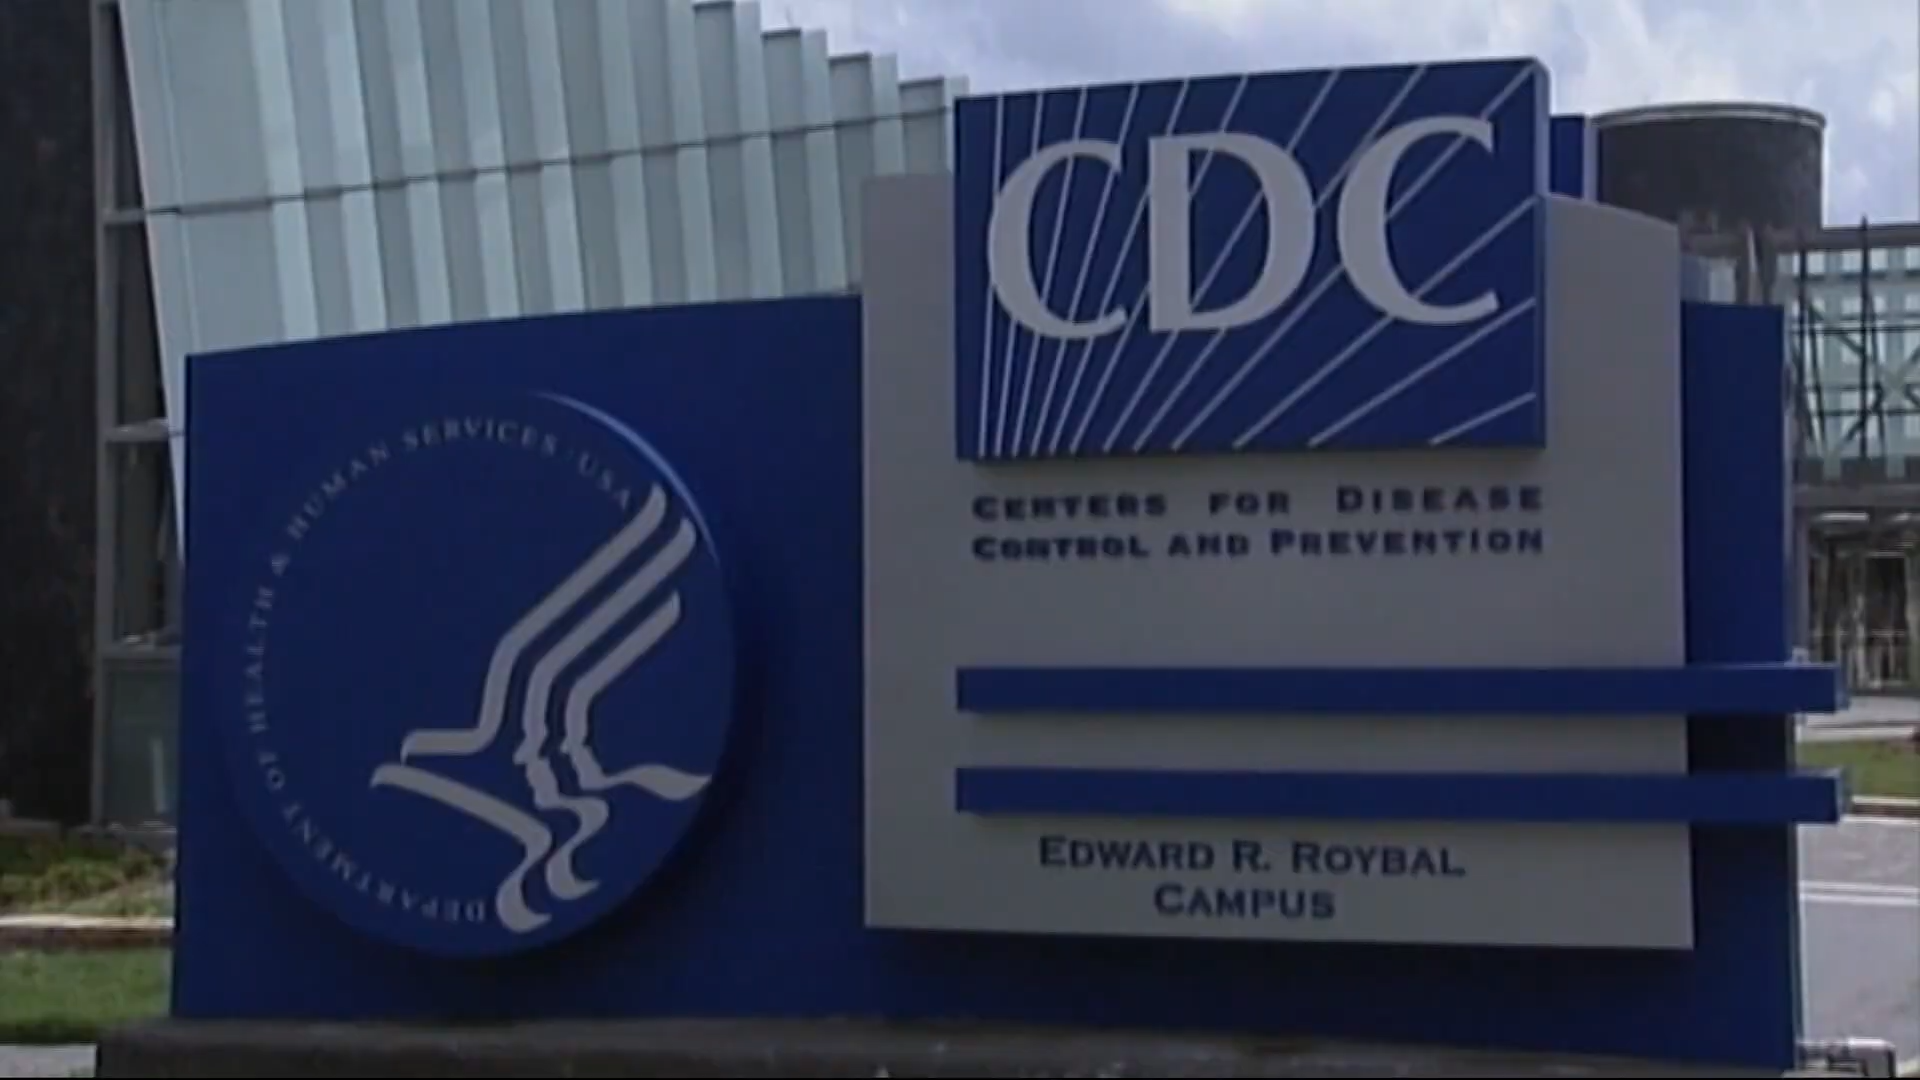 DEPARTMENT OF HEALTH & HUMAN SERVICES · USA
CDC
CENTERS FOR DISEASE
CONTROL AND PREVENTION
EDWARD R. ROYBAL
CAMPUS